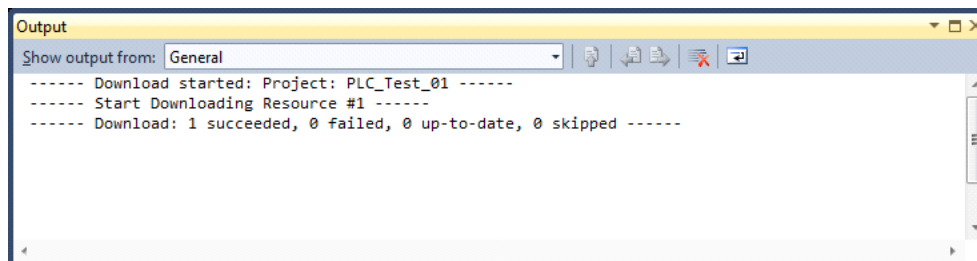 Output
Show output from: General
------ Download started: Project: PLC_Test_01 ------
------ Start Downloading Resource #1 ------
------ Download: 1 succeeded, 0 failed, 0 up-to-date, 0 skipped ------